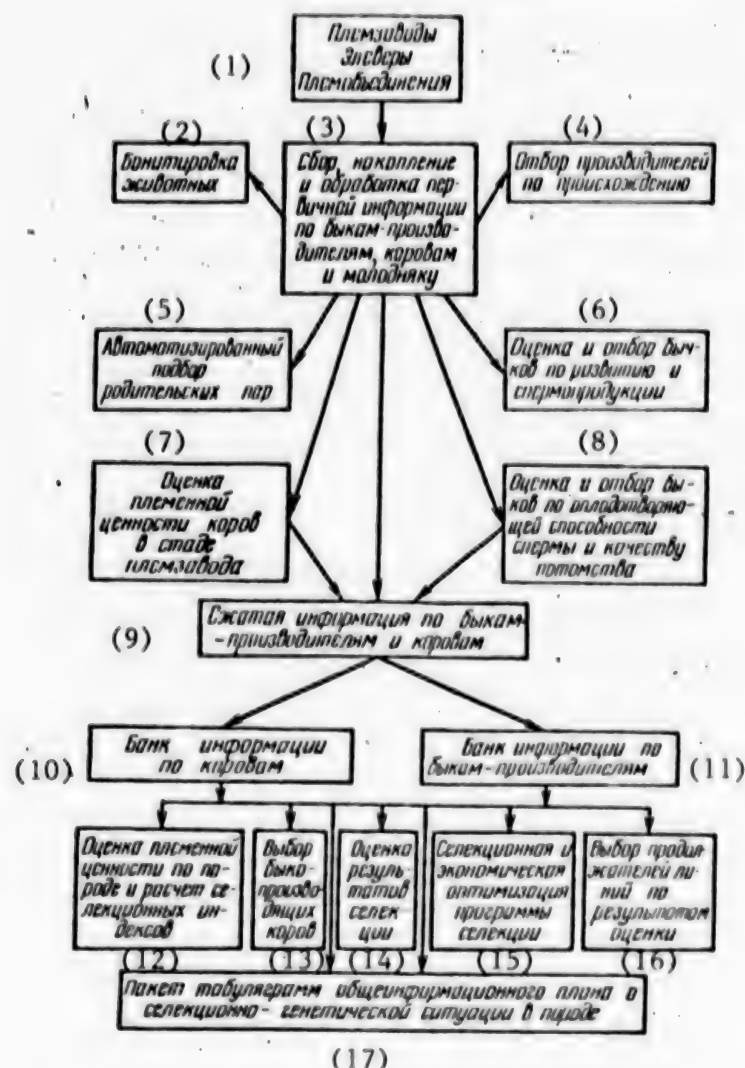 (1)
Племзаводы
Элеверы
Племобъединения
(2)
Бонитировка
животных
(3)
Сбор, накопление
и обработка пер-
вичной информации
по быкам-произво-
дителям, коровам
и молодняку
(4)
Отбор производителей
по происхождению
(5)
Автоматизированный
подбор
родительских пар
(6)
Оценка и отбор быч-
ков по развитию и
спермопродукции
(7)
Оценка
племенной
ценности коров
в стаде
племзавода
(8)
Оценка и отбор бы-
ков по оплодотворяю-
щей способности
спермы и качеству
потомства
(9)
Сжатая информация по быкам-
-производителям и коровам
(10)
Банк информации
по коровам
Банк информации по
быкам-производителям
(11)
Оценка племенной
ценности по по-
роде и расчет се-
лекционных ин-
дексов
(12)
Выбор
быко-
произво-
дящих
коров
(13)
Оценка
резуль-
татов
селек-
ции
(14)
Селекционная и
экономическая
оптимизация
программы
селекции
(15)
Выбор продол-
жателей ли-
ний по
результатам
оценки
(16)
Пакет табуляграмм общеинформационного плана о
селекционно-генетической ситуации в породе
(17)